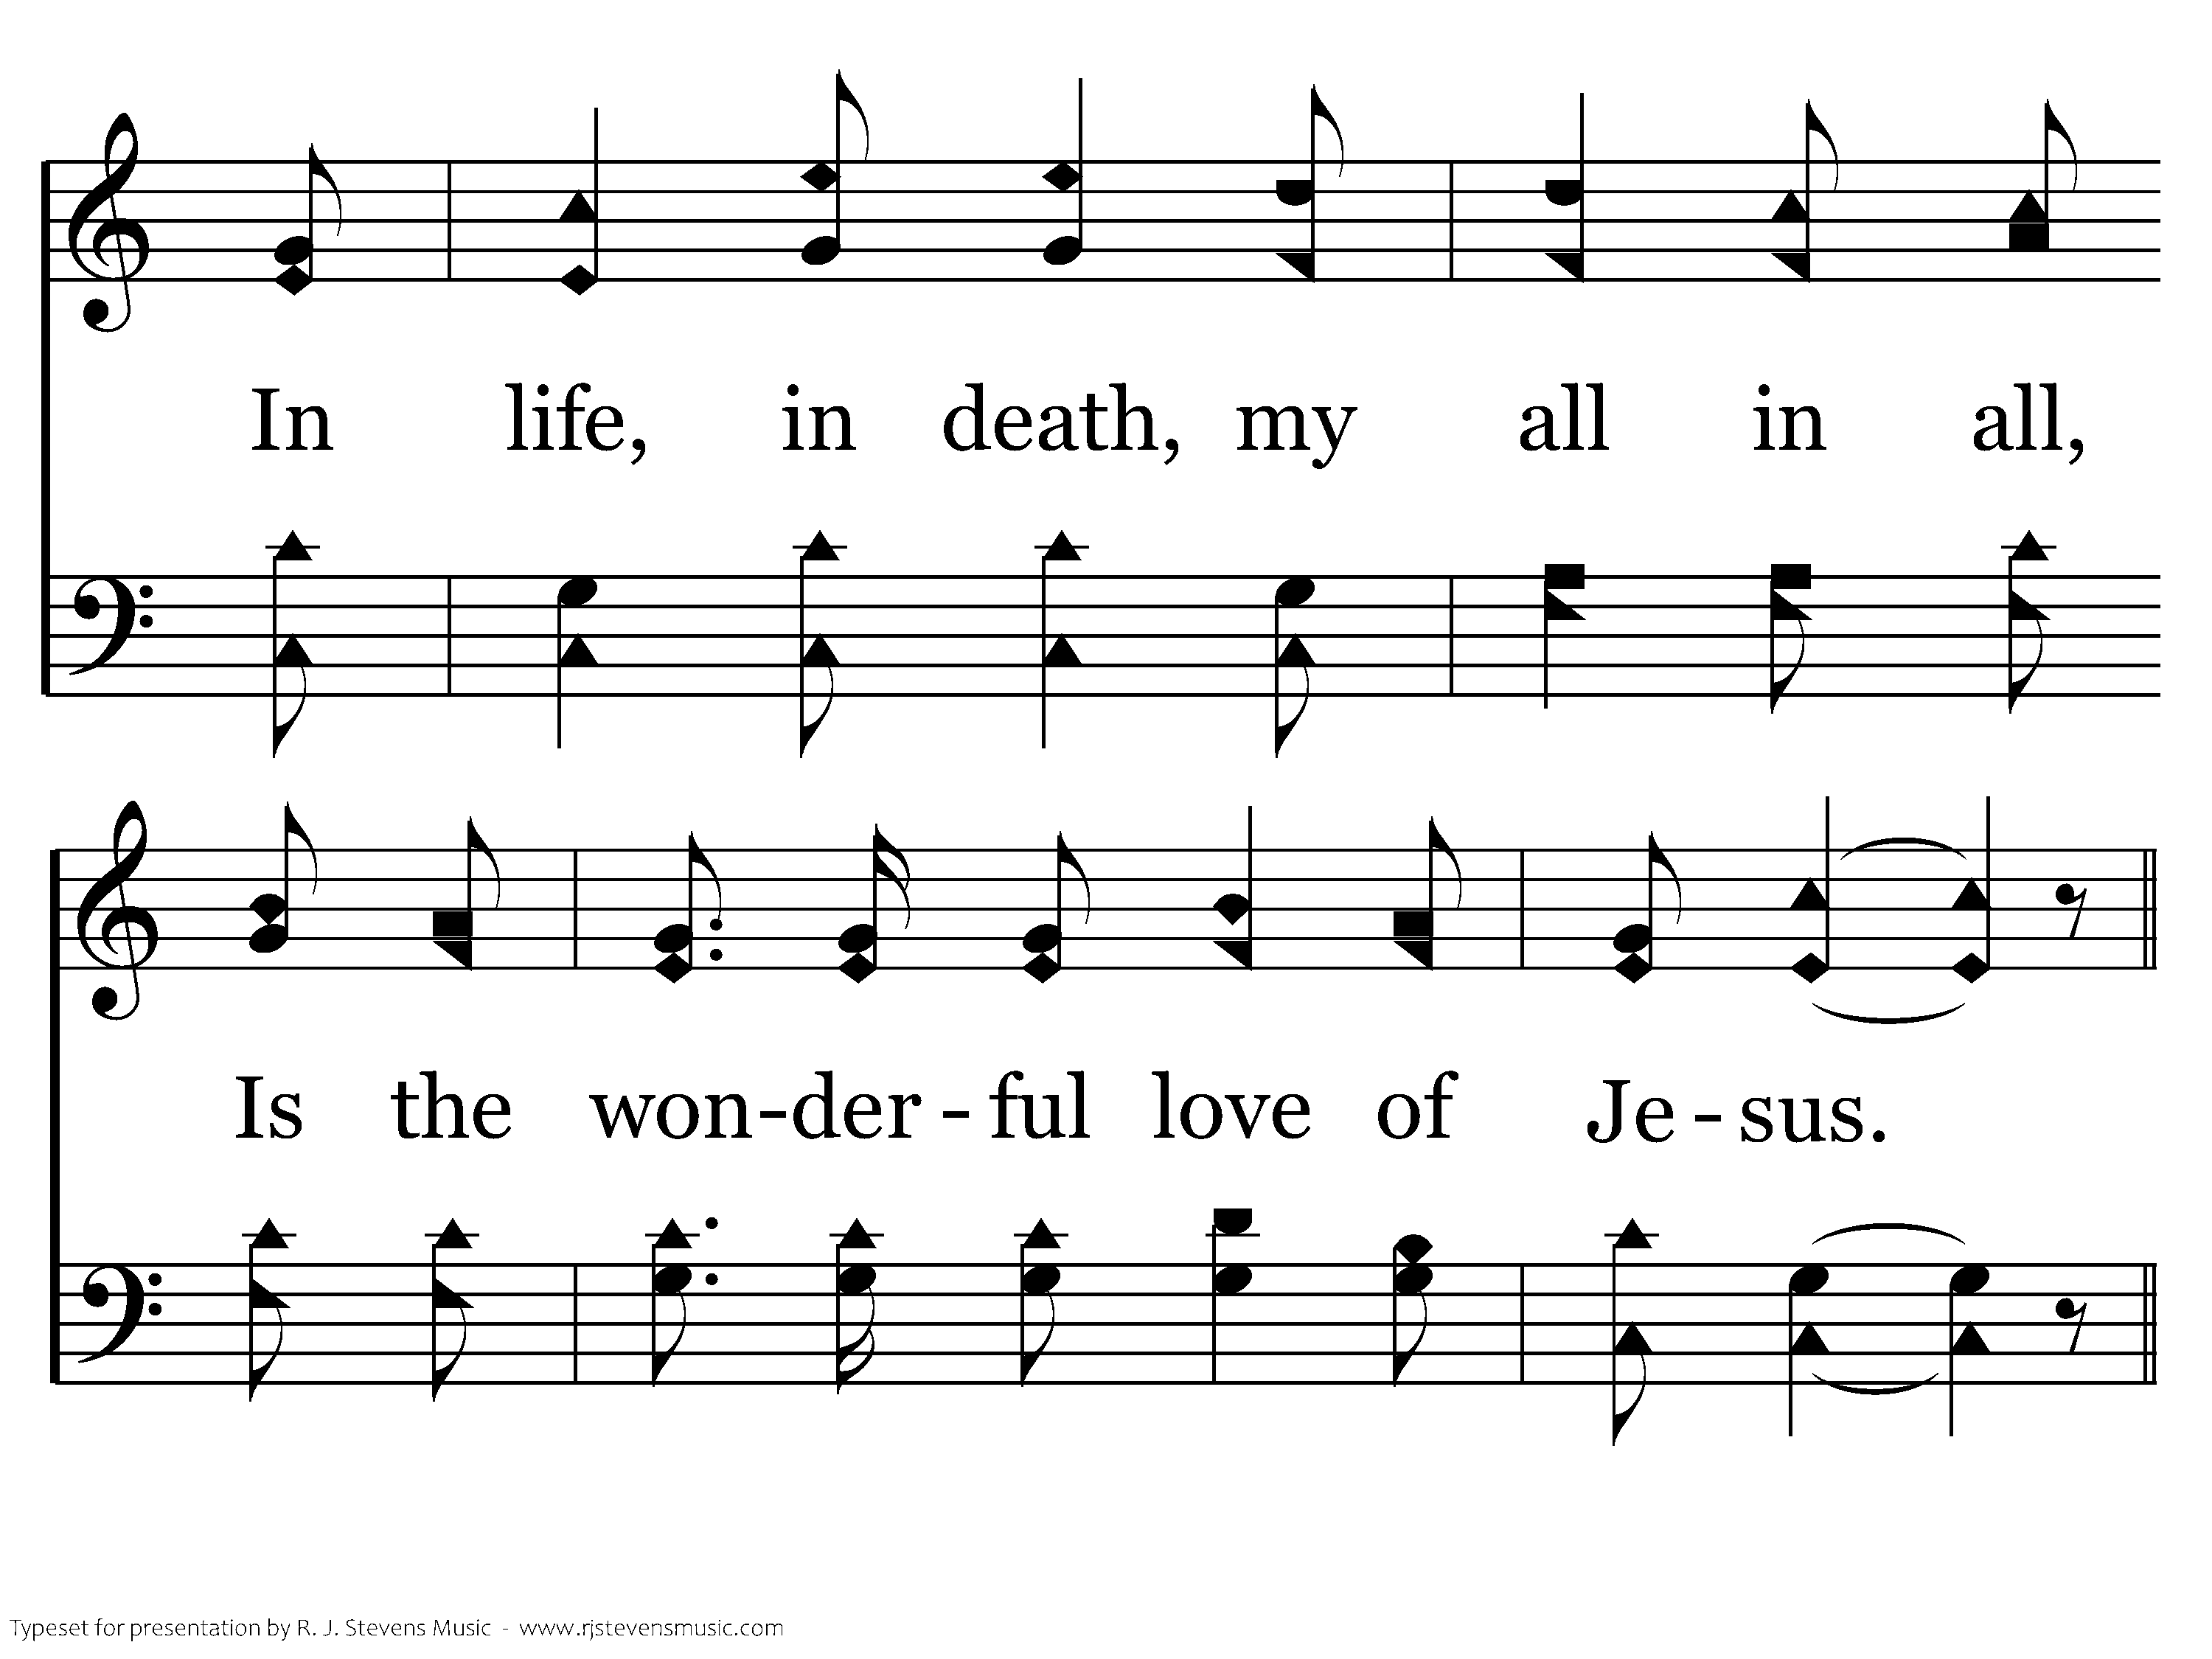 In life, in death, my all in all,
Is the won-der-ful love of Je-sus.
Typeset for presentation by R. J. Stevens Music - www.rjstevensmusic.com